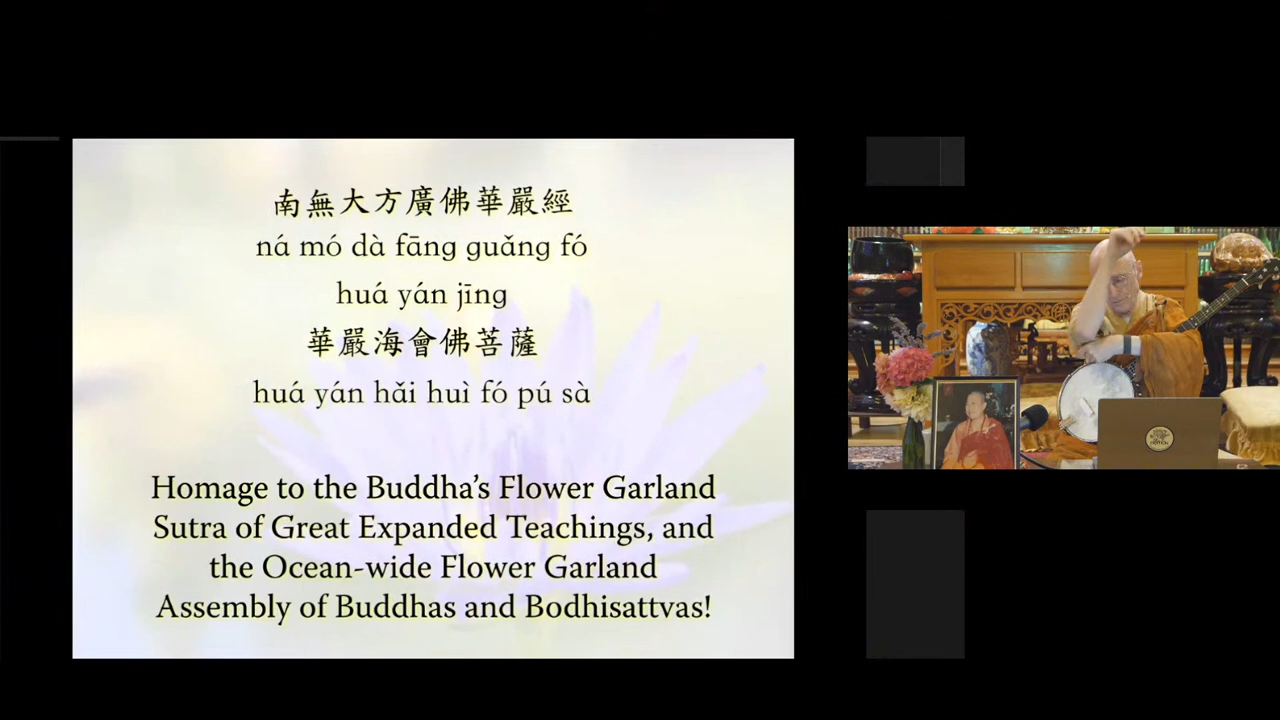 南無大方廣佛華嚴經
ná mó dà fāng guǎng fó
huá yán jīng
華嚴海會佛菩薩
huá yán hǎi huì fó pú sà
Homage to the Buddha's Flower Garland
Sutra of Great Expanded Teachings, and
the Ocean-wide Flower Garland
Assembly of Buddhas and Bodhisattvas!